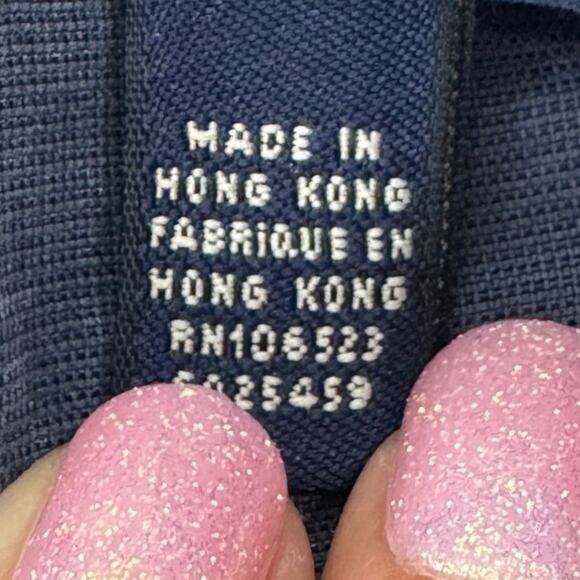 MADE IN
HONG KONG
FABRiQUE EN
HONG KONG
RN106523